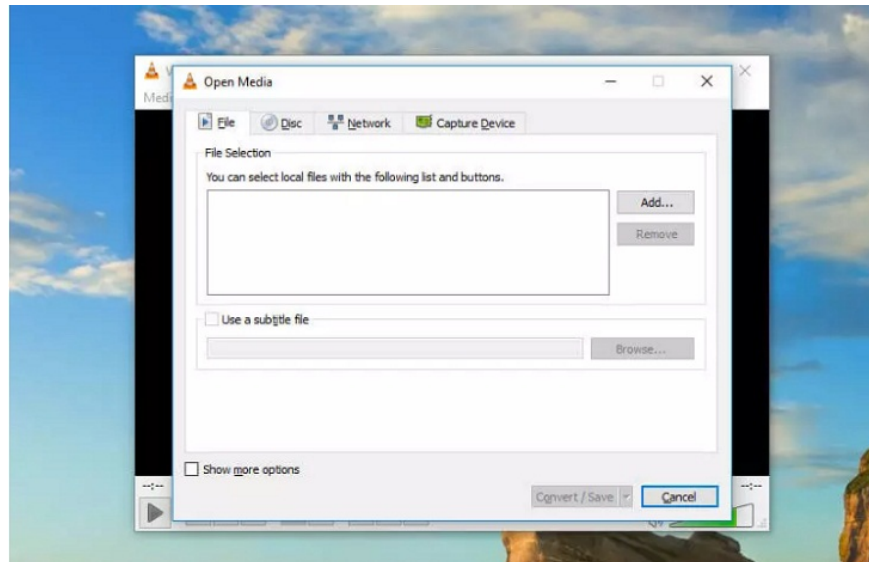 Open Media
Medi
File Disc Network Capture Device
File Selection
You can select local files with the following list and buttons.
Add...
Remove
Use a subtitle file
Browse...
Show more options
--:-- --:--
Convert / Save Cancel